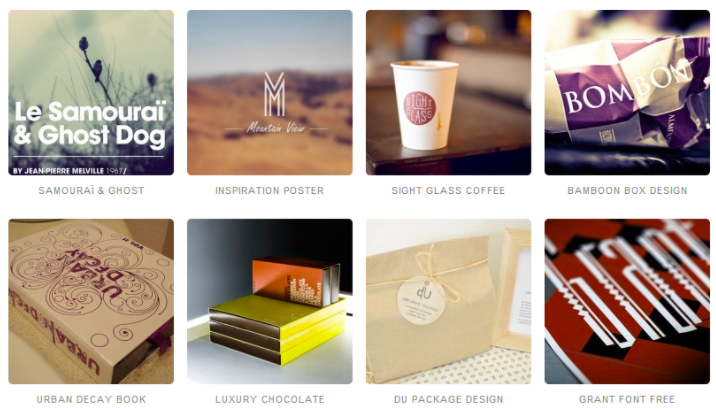 Le Samouraï
& Ghost Dog
BY JEAN-PIERRE MELVILLE 1967/
SAMOURAÏ & GHOST
M
Mountain View
INSPIRATION POSTER
SIGHT
GLASS
SIGHT GLASS COFFEE
BOMBÓN
BAMBOON BOX DESIGN
URBAN
DECAY
URBAN DECAY BOOK
LUXURY CHOCOLATE
dU
DU PACKAGE DESIGN
GRANT FONT FREE